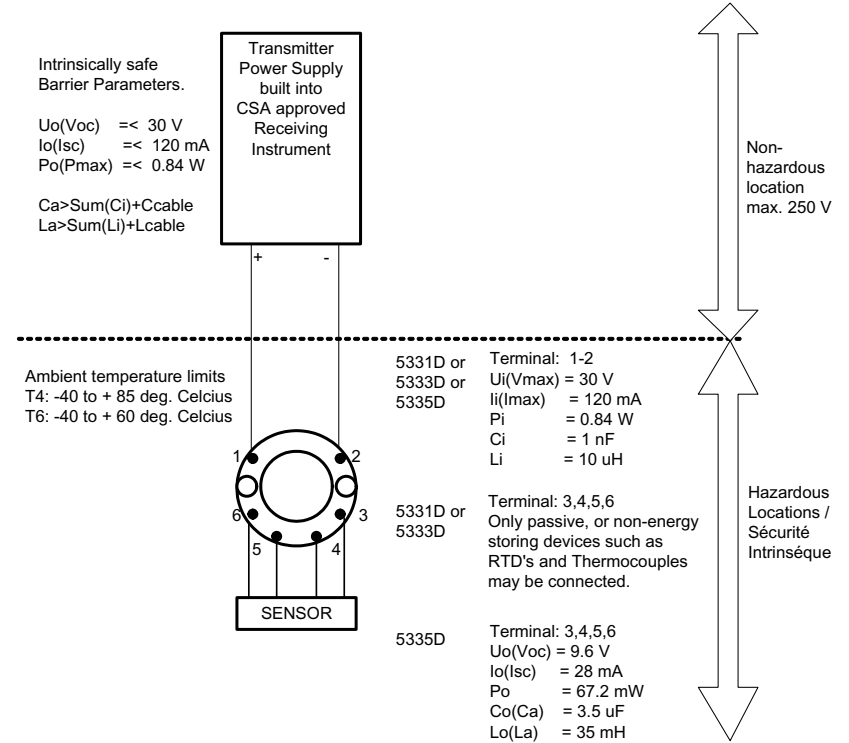 Intrinsically safe
Barrier Parameters.
Uo(Voc) =< 30 V
Io(Isc) =< 120 mA
Po(Pmax) =< 0.84 W
Ca>Sum(Ci)+Ccable
La>Sum(Li)+Lcable
Transmitter
Power Supply
built into
CSA approved
Receiving
Instrument
+ -
Non-
hazardous
location
max. 250 V
Ambient temperature limits
T4: -40 to + 85 deg. Celcius
T6: -40 to + 60 deg. Celcius
5331D or
5333D or
5335D
Terminal: 1-2
Ui(Vmax) = 30 V
Ii(Imax) = 120 mA
Pi = 0.84 W
Ci = 1 nF
Li = 10 uH
1 2
6 3
5 4
SENSOR
5331D or
5333D
Terminal: 3,4,5,6
Only passive, or non-energy
storing devices such as
RTD's and Thermocouples
may be connected.
Hazardous
Locations /
Sécurité
Intrinséque
5335D
Terminal: 3,4,5,6
Uo(Voc) = 9.6 V
Io(Isc) = 28 mA
Po = 67.2 mW
Co(Ca) = 3.5 uF
Lo(La) = 35 mH